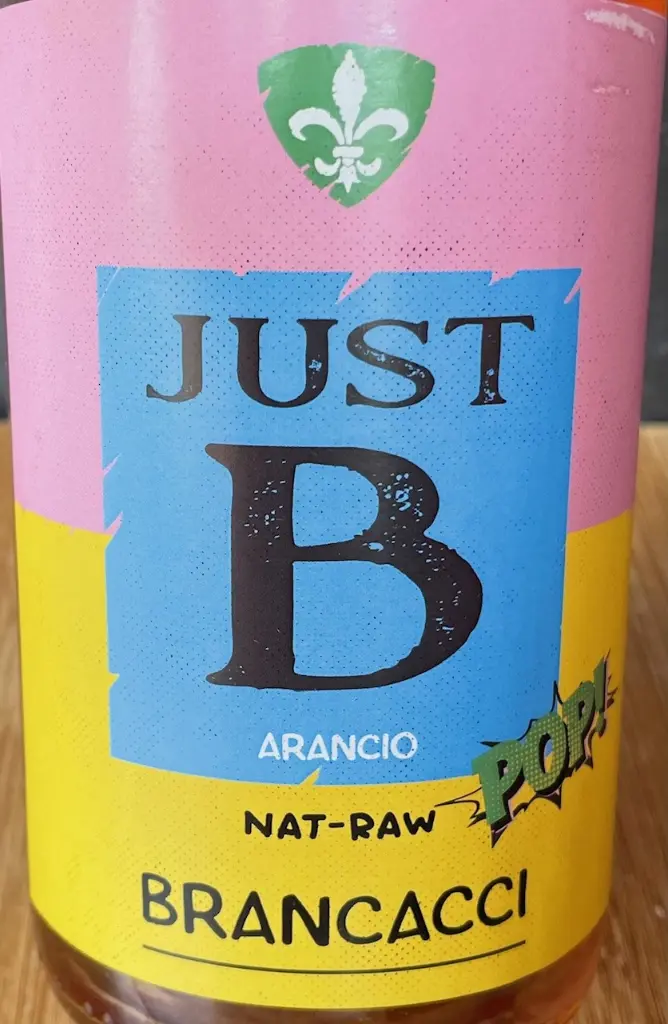 JUST
B
ARANCIO
POP!
NAT-RAW
BRANCACCI